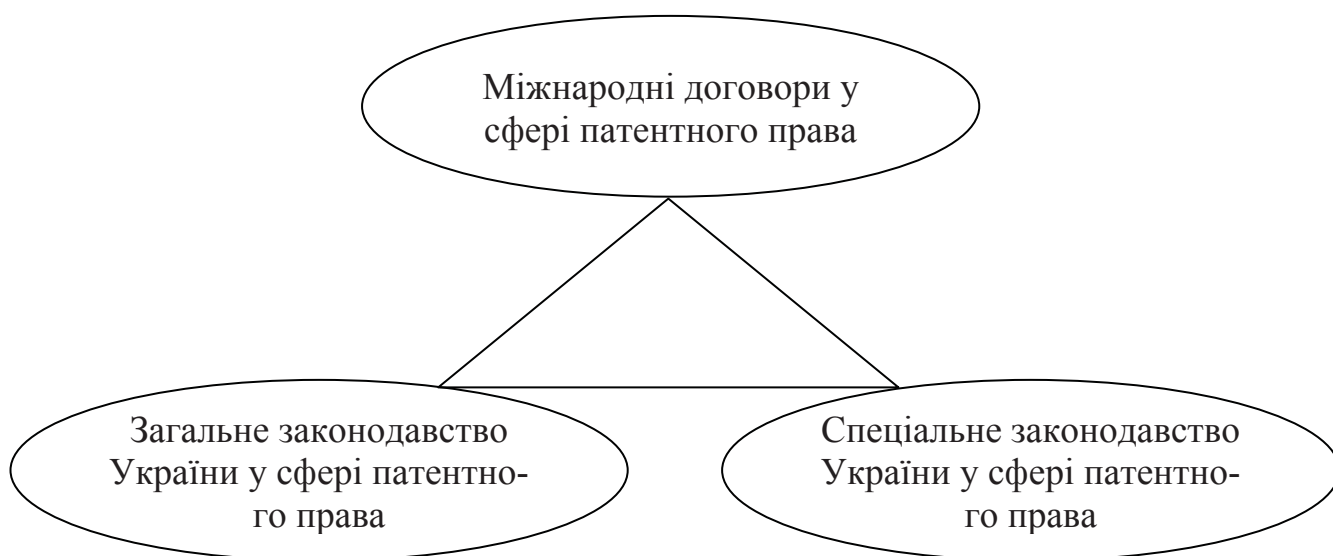 Міжнародні договори у
сфері патентного права
Загальне законодавство
України у сфері патентно-
го права
Спеціальне законодавство
України у сфері патентно-
го права